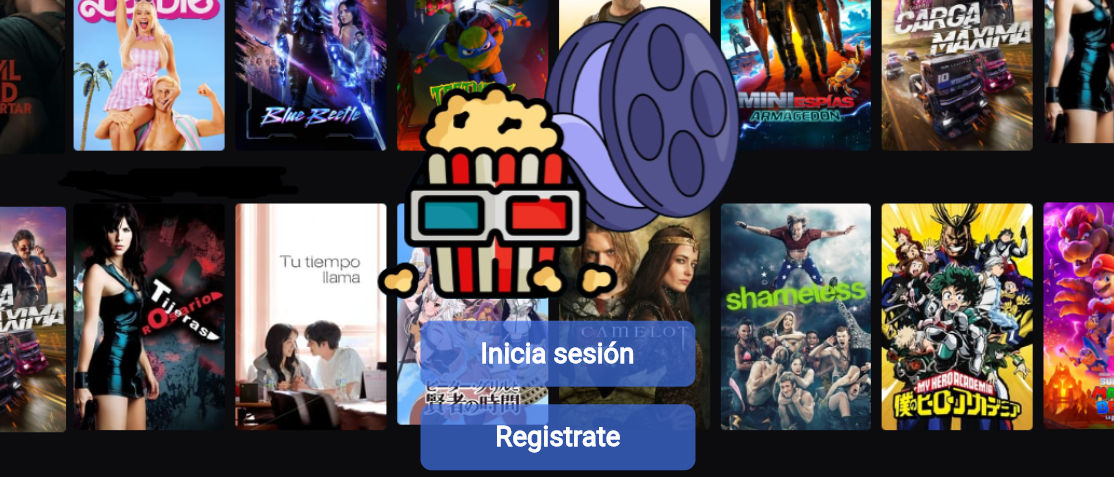 Barbie
CARGA
MÁXIMA
10
Blue Beetle
MINI ESPÍAS
ARMAGEDÓN
Tu tiempo
llama
Rosario
Tijeras
shameless
CAMELOT
Inicia sesión
賢者の時間
MY HERO ACADEMIA
僕のヒーローアカデミア
Registrate